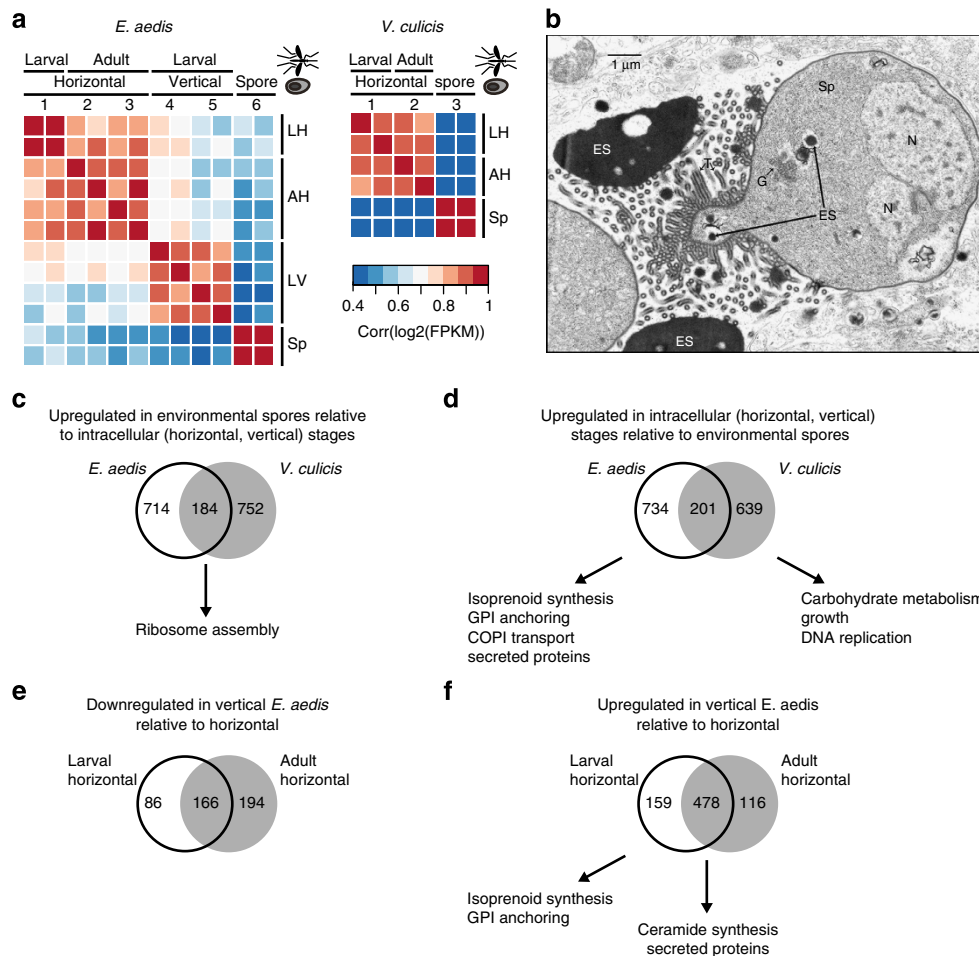 a
E. aedis
V. culicis
Larval Adult Larval
Horizontal Vertical Spore
1 2 3 4 5 6
LH
AH
LV
Sp
Larval Adult
Horizontal spore
1 2 3
LH
AH
Sp
0.4 0.6 0.8 1
Corr(log2(FPKM))
b
1 μm
Sp
ES
T
N
G
N
ES
ES
c
Upregulated in environmental spores relative
to intracellular (horizontal, vertical) stages
E. aedis V. culicis
714 184 752
Ribosome assembly
d
Upregulated in intracellular (horizontal, vertical)
stages relative to environmental spores
E. aedis V. culicis
734 201 639
Isoprenoid synthesis
GPI anchoring
COPI transport
secreted proteins
Carbohydrate metabolism
growth
DNA replication
e
Downregulated in vertical E. aedis
relative to horizontal
Larval
horizontal
Adult
horizontal
86 166 194
f
Upregulated in vertical E. aedis
relative to horizontal
Larval
horizontal
Adult
horizontal
159 478 116
Isoprenoid synthesis
GPI anchoring
Ceramide synthesis
secreted proteins